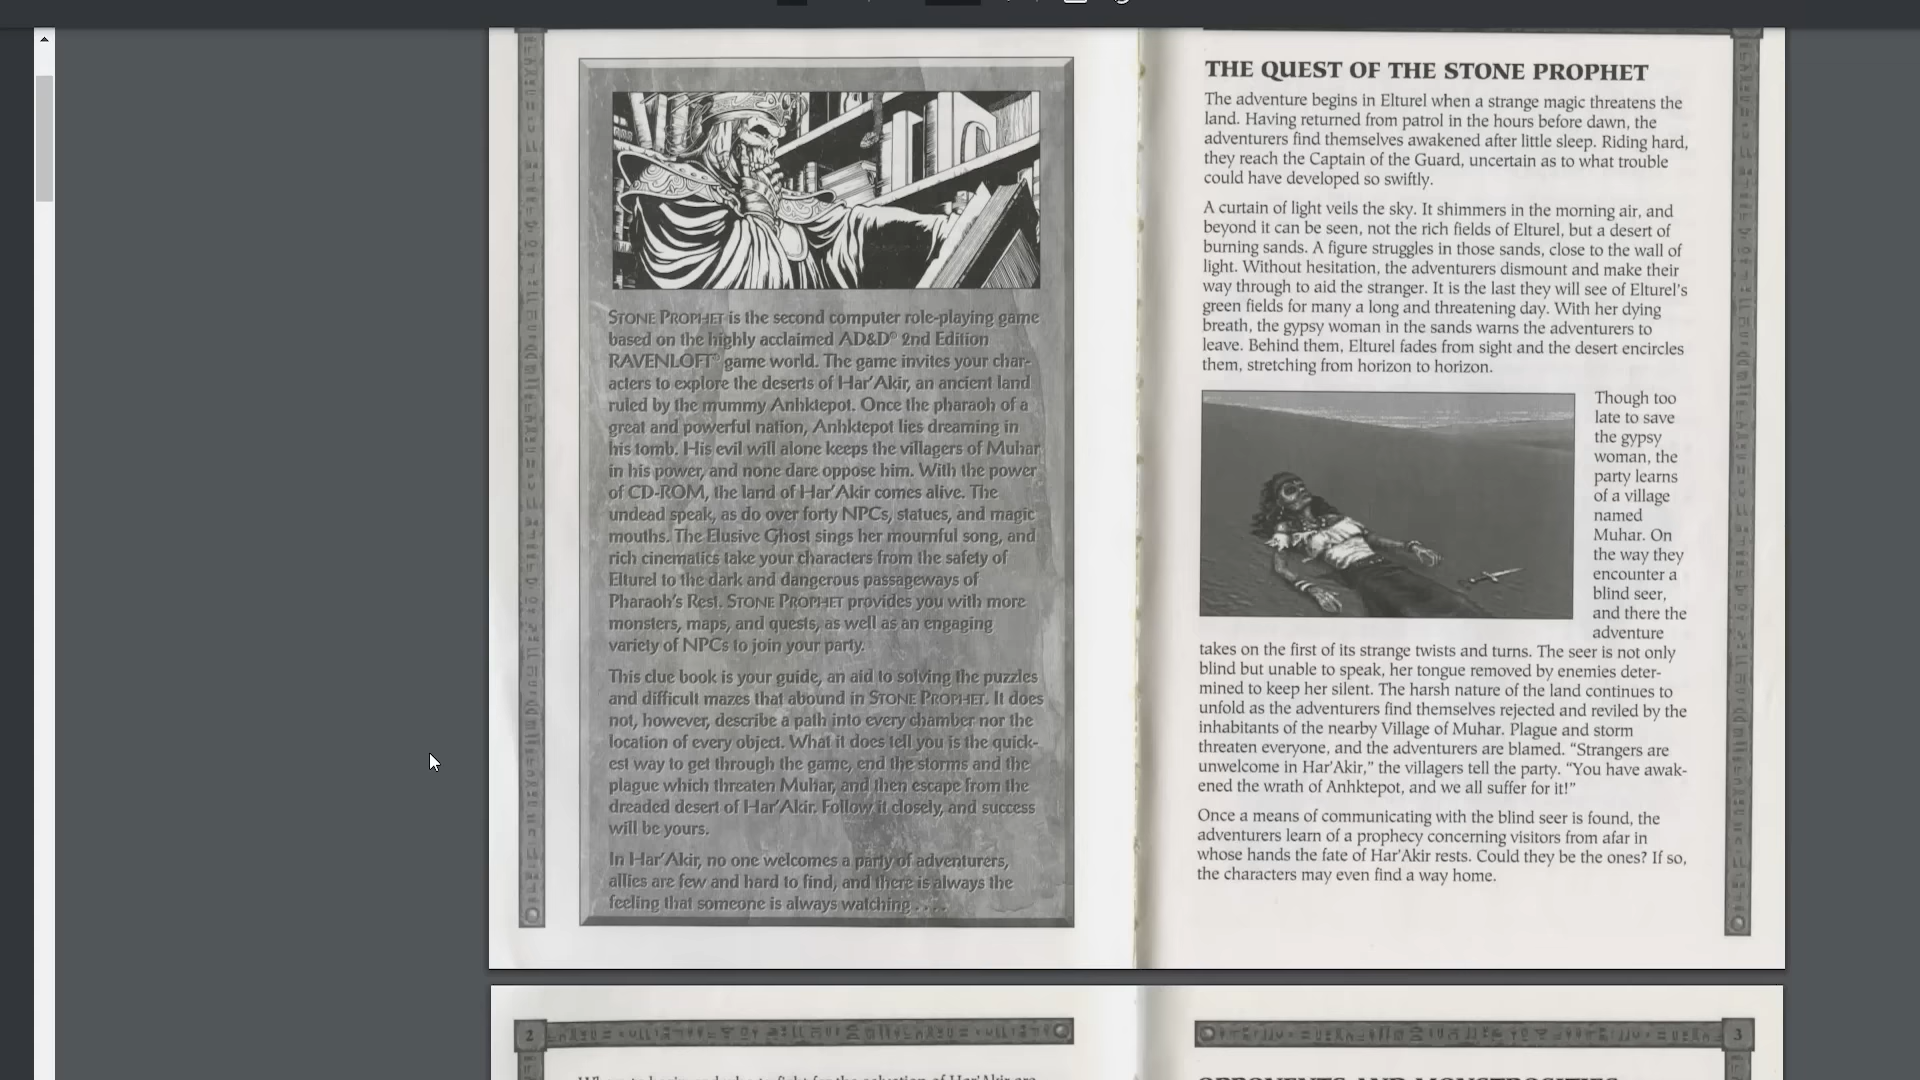 STONE PROPHET is the second computer role-playing game
based on the highly acclaimed AD&D® 2nd Edition
RAVENLOFT® game world. The game invites your char-
acters to explore the deserts of Har'Akir, an ancient land
ruled by the mummy Anhktepot. Once the pharaoh of a
great and powerful nation, Anhktepot lies dreaming in
his tomb. His evil will alone keeps the villagers of Muhar
in his power, and none dare oppose him. With the power
of CD-ROM, the land of Har'Akir comes alive. The
undead speak, as do over forty NPCs, statues, and magic
mouths. The Elusive Ghost sings her mournful song, and
rich cinematics take your characters from the safety of
Elturel to the dark and dangerous passageways of
Pharaoh's Rest. STONE PROPHET provides you with more
monsters, maps, and quests, as well as an engaging
variety of NPCs to join your party.
This clue book is your guide, an aid to solving the puzzles
and difficult mazes that abound in STONE PROPHET. It does
not, however, describe a path into every chamber nor the
location of every object. What it does tell you is the quick-
est way to get through the game, end the storms and the
plague which threaten Muhar, and then escape from the
dreaded desert of Har'Akir. Follow it closely, and success
will be yours.
In Har'Akir, no one welcomes a party of adventurers,
allies are few and hard to find, and there is always the
feeling that someone is always watching . . . .
THE QUEST OF THE STONE PROPHET
The adventure begins in Elturel when a strange magic threatens the
land. Having returned from patrol in the hours before dawn, the
adventurers find themselves awakened after little sleep. Riding hard,
they reach the Captain of the Guard, uncertain as to what trouble
could have developed so swiftly.
A curtain of light veils the sky. It shimmers in the morning air, and
beyond it can be seen, not the rich fields of Elturel, but a desert of
burning sands. A figure struggles in those sands, close to the wall of
light. Without hesitation, the adventurers dismount and make their
way through to aid the stranger. It is the last they will see of Elturel's
green fields for many a long and threatening day. With her dying
breath, the gypsy woman in the sands warns the adventurers to
leave. Behind them, Elturel fades from sight and the desert encircles
them, stretching from horizon to horizon.
Though too
late to save
the gypsy
woman, the
party learns
of a village
named
Muhar. On
the way they
encounter a
blind seer,
and there the
adventure
takes on the first of its strange twists and turns. The seer is not only
blind but unable to speak, her tongue removed by enemies deter-
mined to keep her silent. The harsh nature of the land continues to
unfold as the adventurers find themselves rejected and reviled by the
inhabitants of the nearby Village of Muhar. Plague and storm
threaten everyone, and the adventurers are blamed. “Strangers are
unwelcome in Har'Akir,” the villagers tell the party. “You have awak-
ened the wrath of Anhktepot, and we all suffer for it!”
Once a means of communicating with the blind seer is found, the
adventurers learn of a prophecy concerning visitors from afar in
whose hands the fate of Har'Akir rests. Could they be the ones? If so,
the characters may even find a way home.
2
3